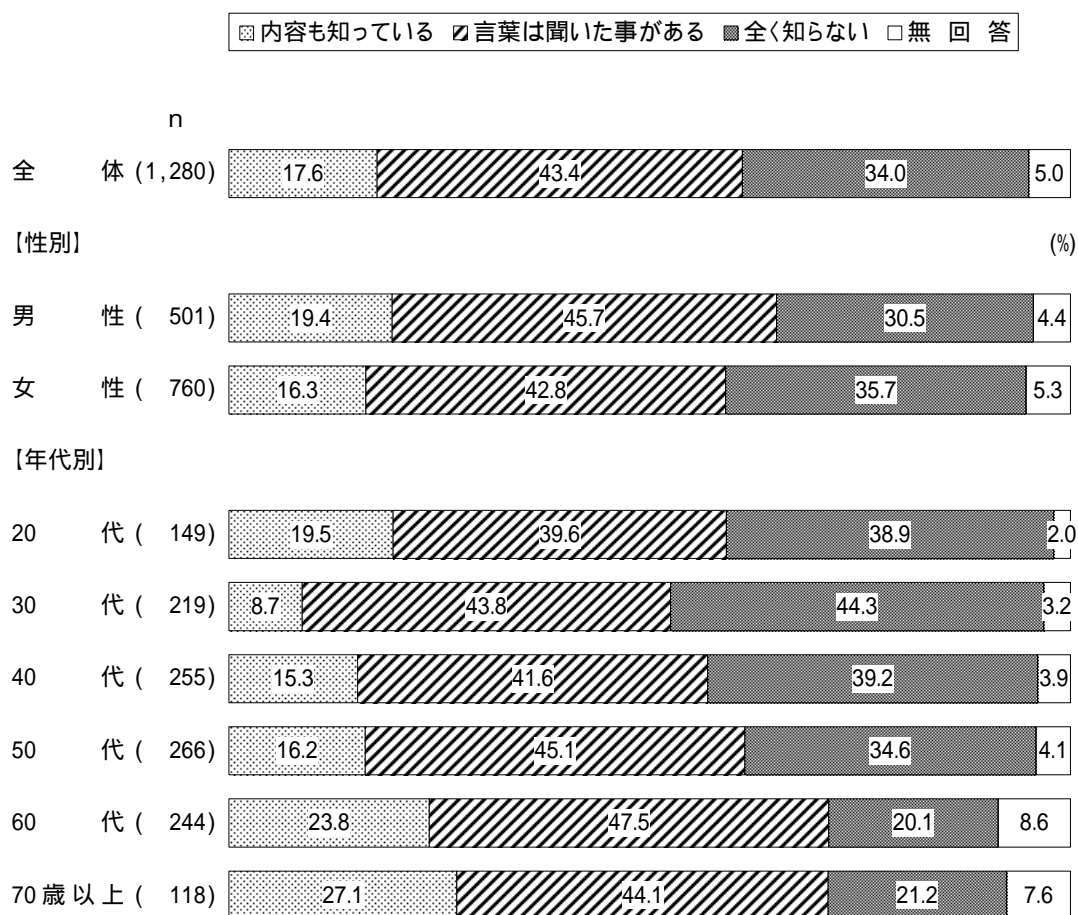 内容も知っている 言葉は聞いた事がある 全く知らない 無 回 答
n
全 体 (1,280) 17.6 43.4 34.0 5.0
【性別】 (%)
男 性 ( 501) 19.4 45.7 30.5 4.4
女 性 ( 760) 16.3 42.8 35.7 5.3
【年代別】
20 代 ( 149) 19.5 39.6 38.9 2.0
30 代 ( 219) 8.7 43.8 44.3 3.2
40 代 ( 255) 15.3 41.6 39.2 3.9
50 代 ( 266) 16.2 45.1 34.6 4.1
60 代 ( 244) 23.8 47.5 20.1 8.6
70歳以上 ( 118) 27.1 44.1 21.2 7.6